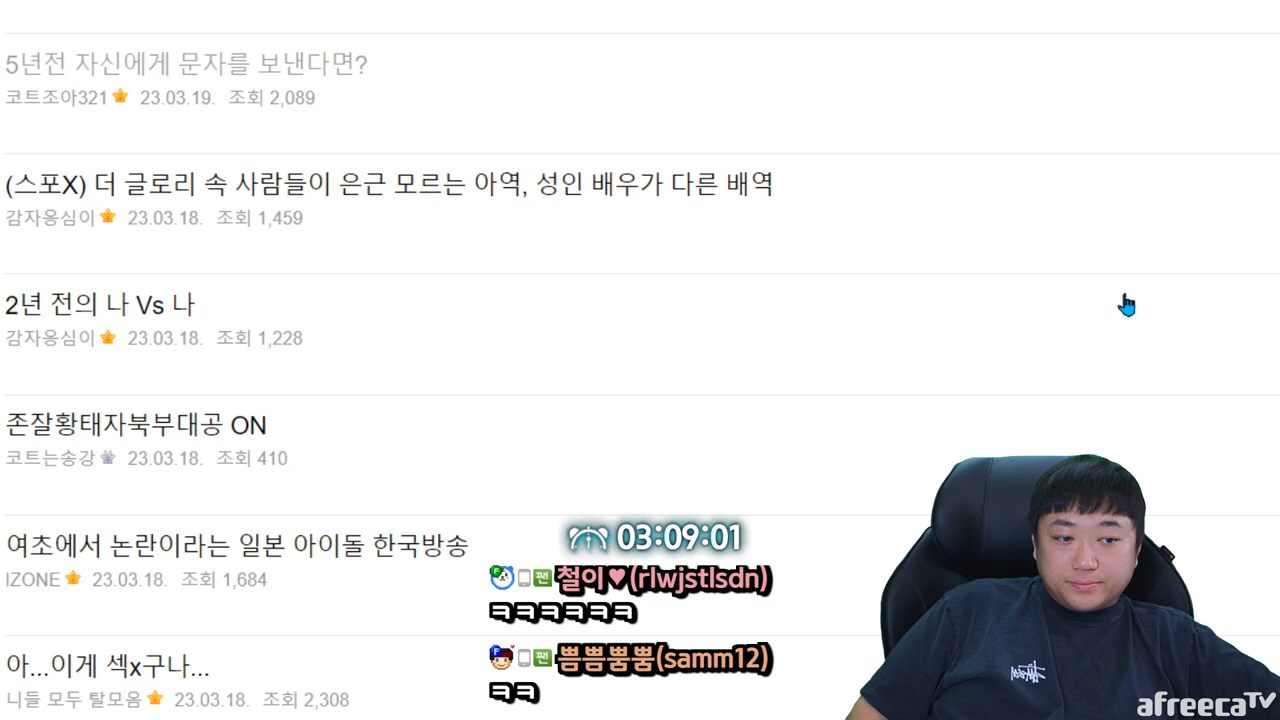 5년전 자신에게 문자를 보낸다면?
코트조아321 23.03.19. 조회 2,089
(스포X) 더 글로리 속 사람들이 은근 모르는 아역, 성인 배우가 다른 배역
감자옹심이 23.03.18. 조회 1,459
2년 전의 나 Vs 나
감자옹심이 23.03.18. 조회 1,228
존잘황태자북부대공 ON
코트는송강 23.03.18. 조회 410
여초에서 논란이라는 일본 아이돌 한국방송
IZONE 23.03.18. 조회 1,684
아...이게 섹x구나...
니들 모두 탈모옴 23.03.18. 조회 2,308
03:09:01
F 짼 철이♥(rlwjstlsdn)
ㅋㅋㅋㅋㅋㅋ
F 짼 쁨쁨뿜뿜(samm12)
ㅋㅋ
afreecaTV